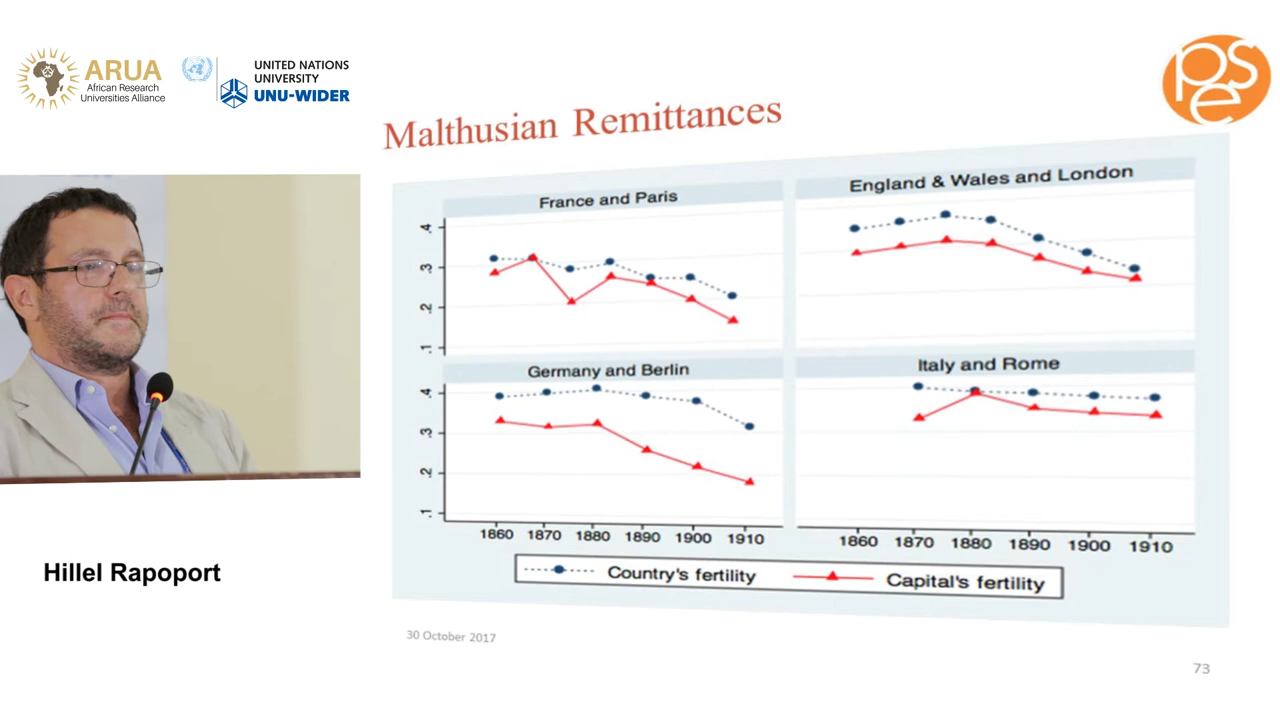 ARUA
African Research
Universities Alliance
UNITED NATIONS
UNIVERSITY
UNU-WIDER
pse
Malthusian Remittances
France and Paris
.4
.3
.2
.1
England & Wales and London
Germany and Berlin
.4
.3
.2
.1
1860 1870 1880 1890 1900 1910
Italy and Rome
1860 1870 1880 1890 1900 1910
Country's fertility
Capital's fertility
Hillel Rapoport
30 October 2017
73